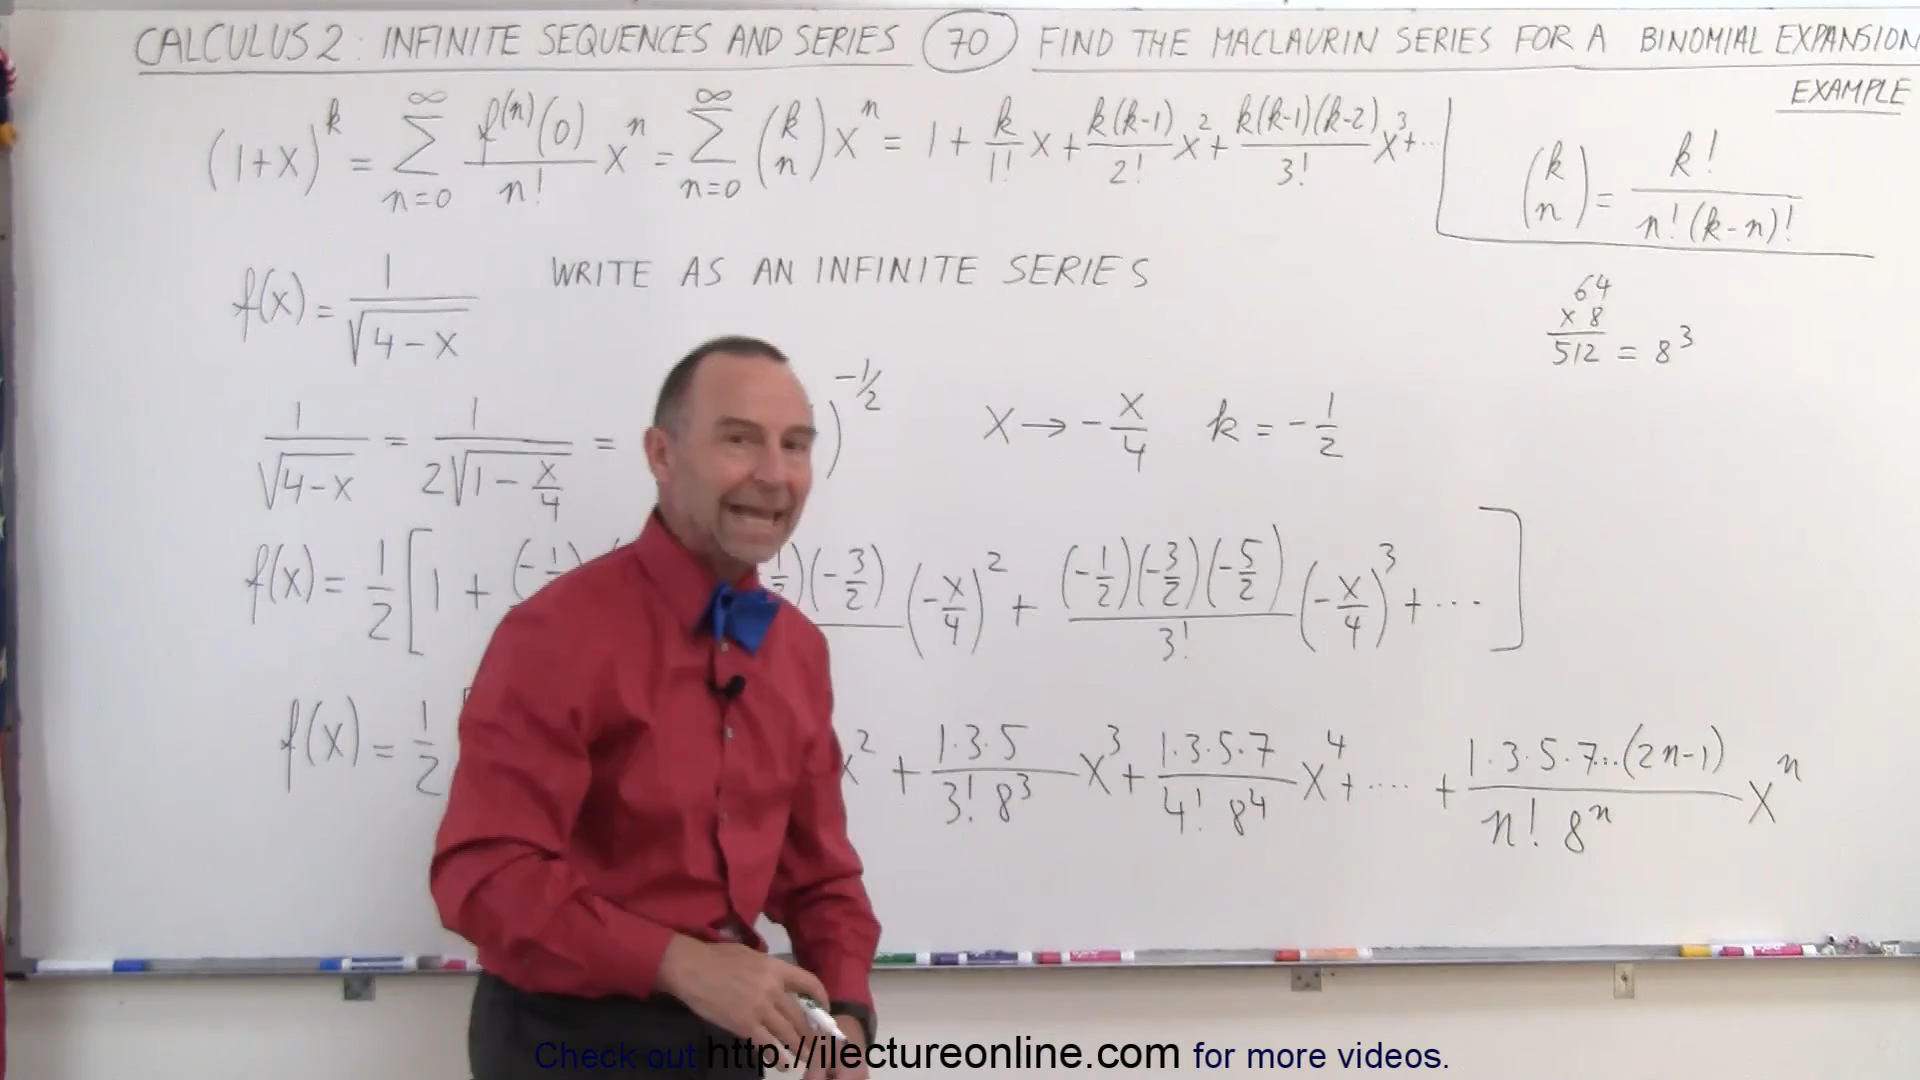 CALCULUS 2: INFINITE SEQUENCES AND SERIES (70) FIND THE MACLAURIN SERIES FOR A BINOMIAL EXPANSION
EXAMPLE
(1+x)^k = ∑_{n=0}^{∞} f^(n)(0)/n! x^n = ∑_{n=0}^{∞} (k n) x^n = 1 + k/1! x + k(k-1)/2! x^2 + k(k-1)(k-2)/3! x^3 + ...
(k n) = k!/n!(k-n)!
f(x) = 1/√(4-x) WRITE AS AN INFINITE SERIES
64
x 8
512 = 8^3
1/√(4-x) = 1/(2√(1-x/4)) = )^(-1/2) x → -x/4 k = -1/2
f(x) = 1/2 [1 + (-1/2) (-3/2) (-x/4)^2 + (-1/2)(-3/2)(-5/2)/3! (-x/4)^3 + ...]
f(x) = 1/2 x^2 + 1·3·5/3! 8^3 x^3 + 1·3·5·7/4! 8^4 x^4 + .... + 1·3·5·7...(2n-1)/n! 8^n x^n
Check out http://ilectureonline.com for more videos.